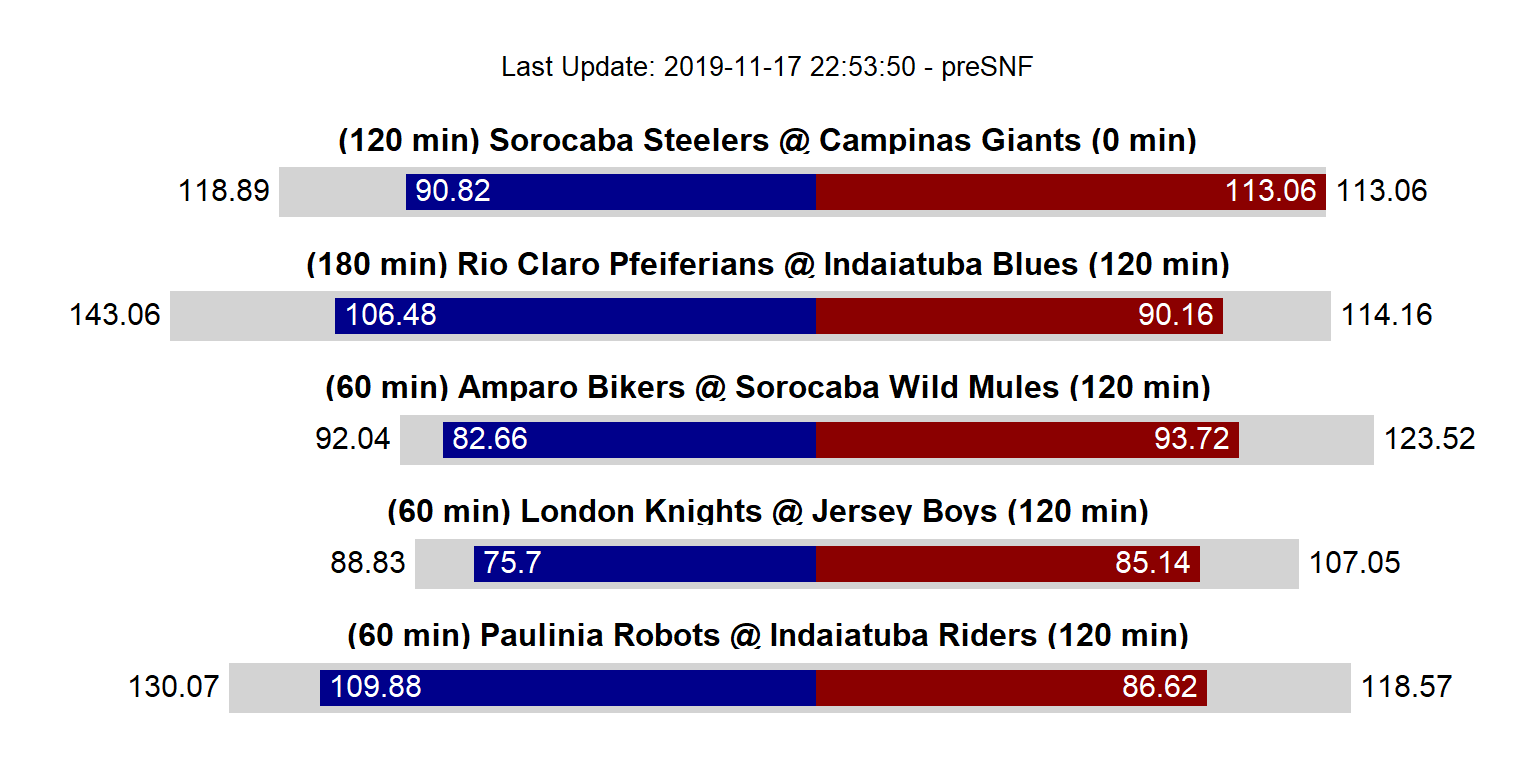 Last Update: 2019-11-17 22:53:50 - preSNF
(120 min) Sorocaba Steelers @ Campinas Giants (0 min)
118.89 90.82 113.06 113.06
(180 min) Rio Claro Pfeiferians @ Indaiatuba Blues (120 min)
143.06 106.48 90.16 114.16
(60 min) Amparo Bikers @ Sorocaba Wild Mules (120 min)
92.04 82.66 93.72 123.52
(60 min) London Knights @ Jersey Boys (120 min)
88.83 75.7 85.14 107.05
(60 min) Paulinia Robots @ Indaiatuba Riders (120 min)
130.07 109.88 86.62 118.57